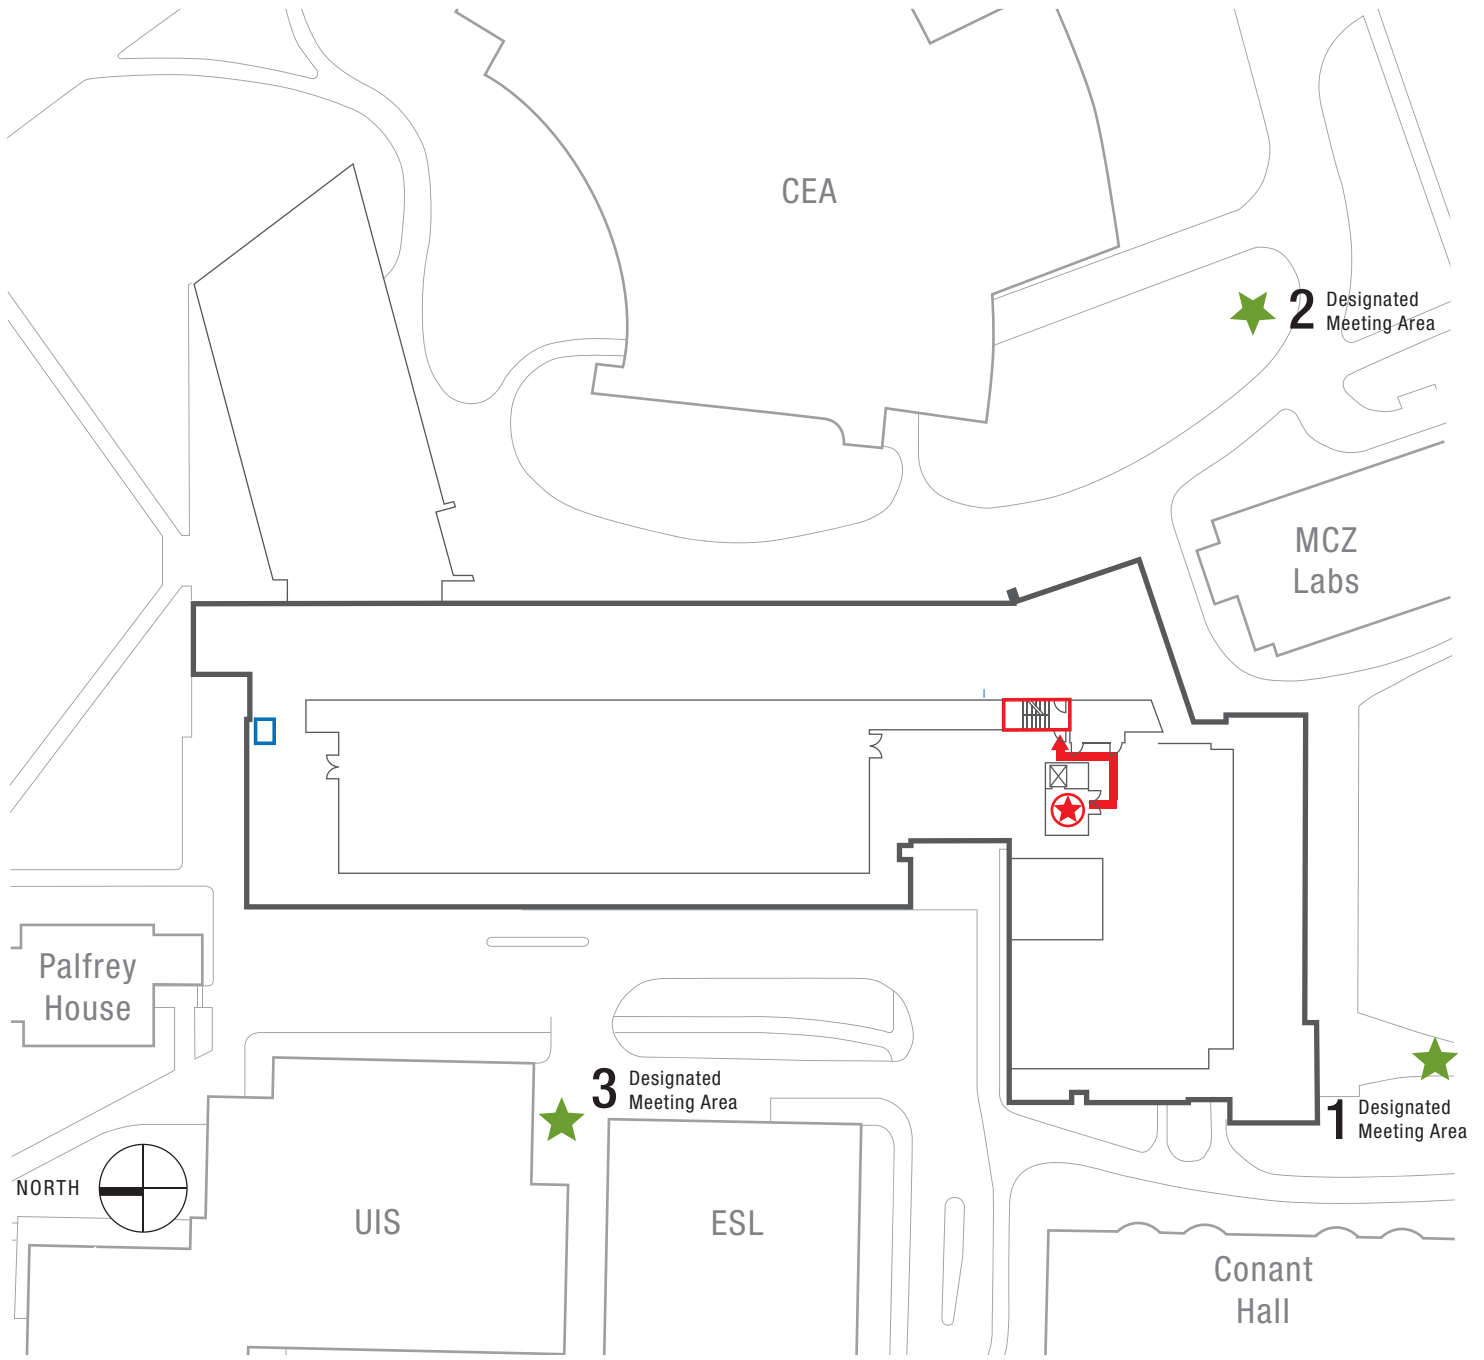 CEA
2
Designated
Meeting Area
MCZ
Labs
Palfrey
House
3
Designated
Meeting Area
1
Designated
Meeting Area
NORTH
UIS
ESL
Conant
Hall